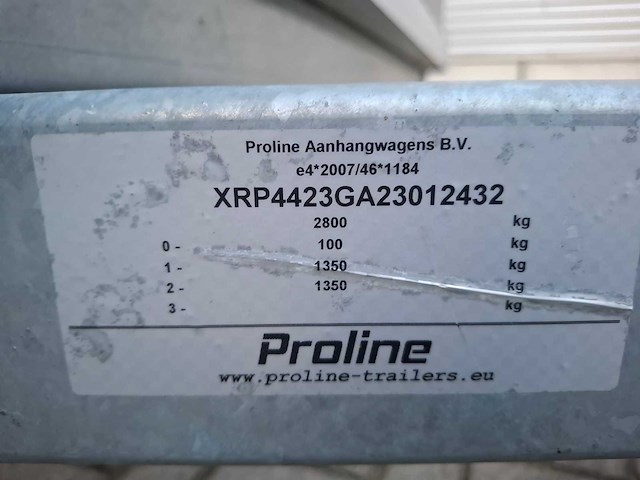 Proline Aanhangwagens B.V.
e4*2007/46*1184
XRP4423GA23012432
2800 kg
0 - 100 kg
1 - 1350 kg
2 - 1350 kg
3 - kg
Proline
www.proline-trailers.eu